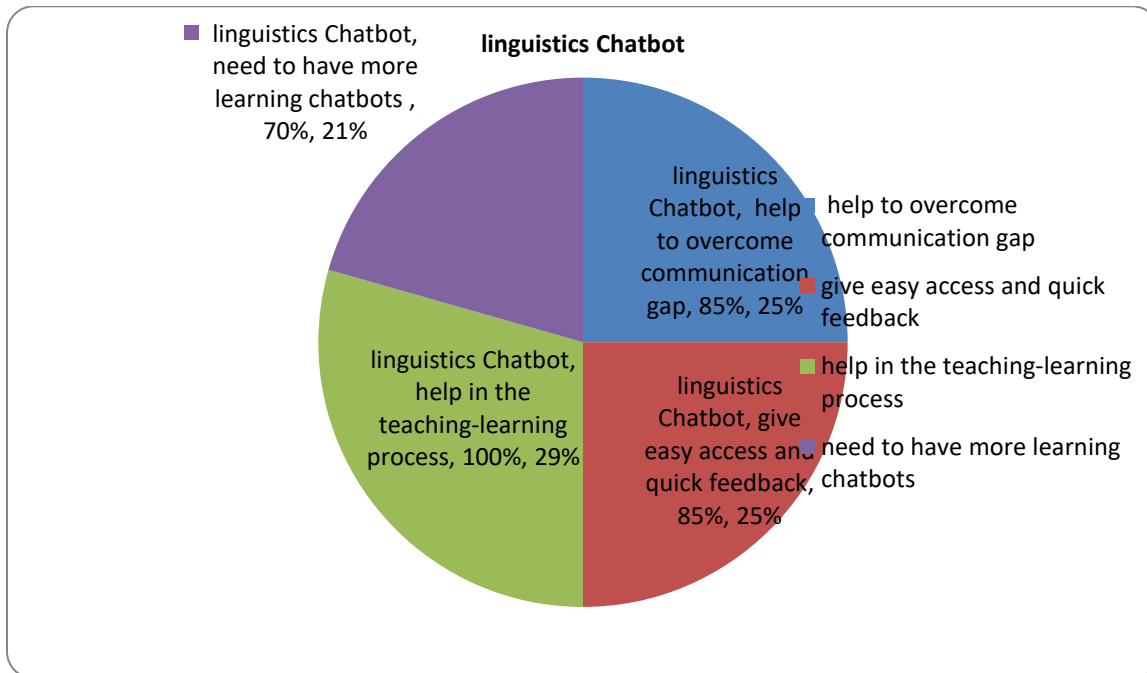 linguistics Chatbot
linguistics Chatbot,
need to have more
learning chatbots ,
70%, 21%
linguistics
Chatbot,  help
to overcome
communication
gap, 85%, 25%
linguistics Chatbot,
help in the
teaching-learning
process, 100%, 29%
linguistics
Chatbot, give
easy access and
quick feedback,
85%, 25%
help to overcome
communication gap
give easy access and quick
feedback
help in the teaching-learning
process
need to have more learning
chatbots